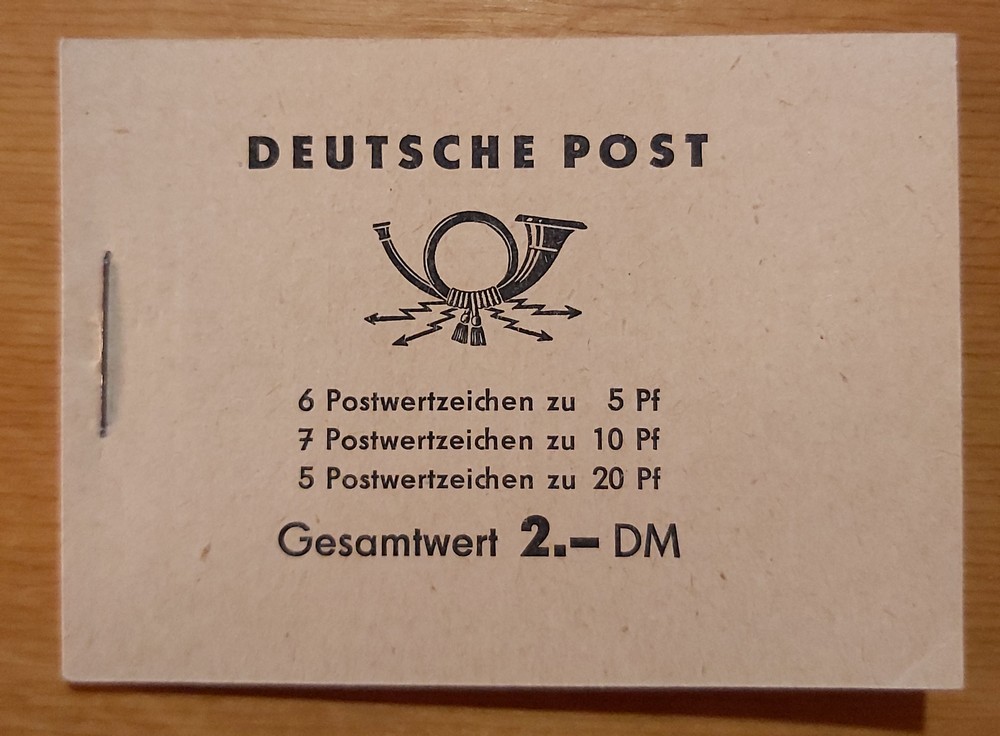 DEUTSCHE POST
6 Postwertzeichen zu 5 Pf
7 Postwertzeichen zu 10 Pf
5 Postwertzeichen zu 20 Pf
Gesamtwert 2.– DM